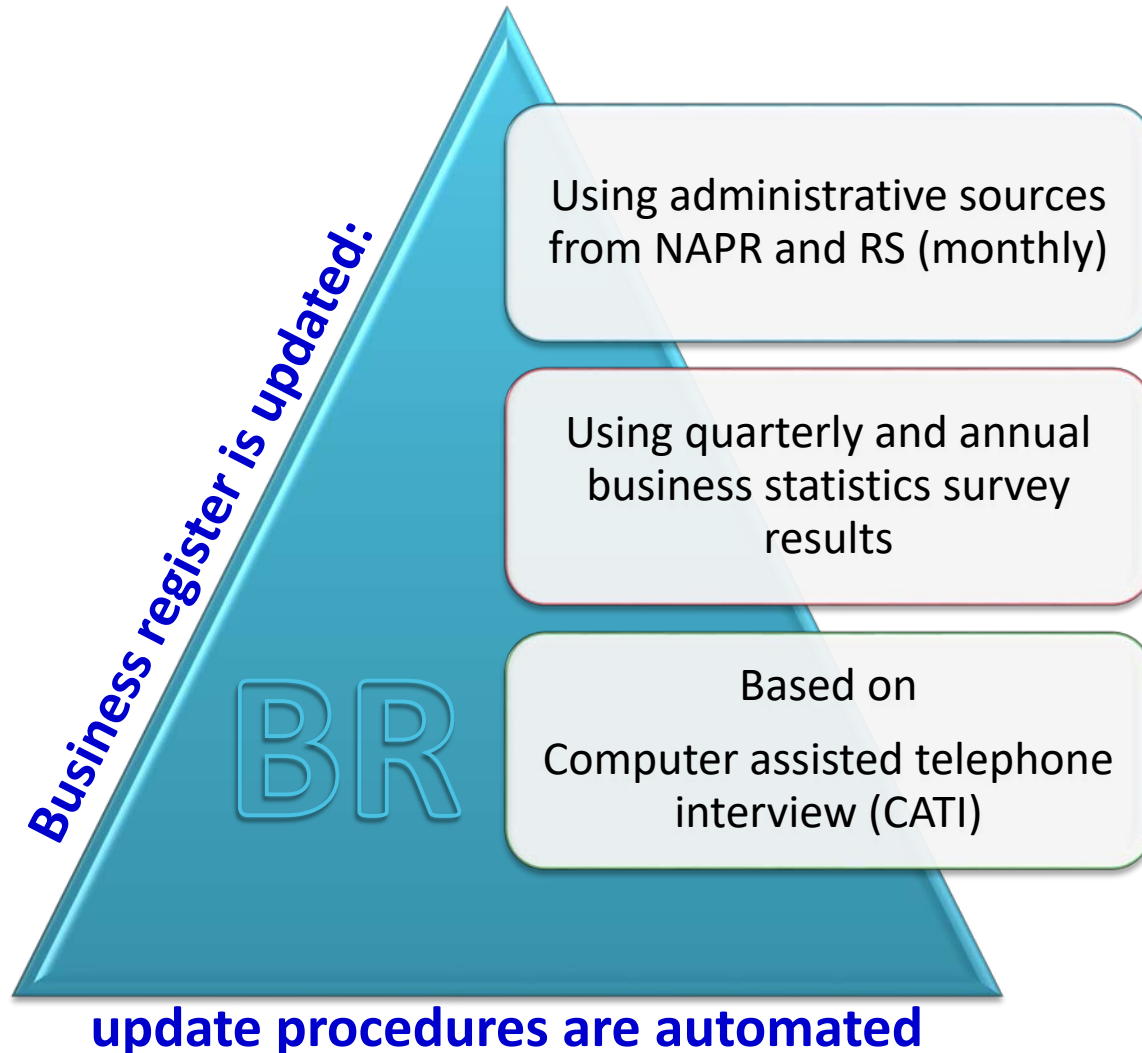 Business register is updated:
Using administrative sources
from NAPR and RS (monthly)
Using quarterly and annual
business statistics survey
results
BR
Based on
Computer assisted telephone
interview (CATI)
update procedures are automated